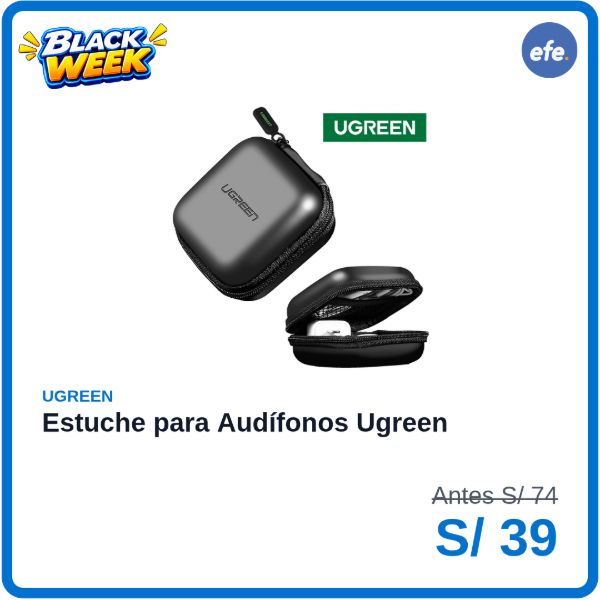 BLACK
WEEK
efe.
UGREEN
UGREEN
UGREEN
Estuche para Audífonos Ugreen
Antes S/ 74
S/ 39